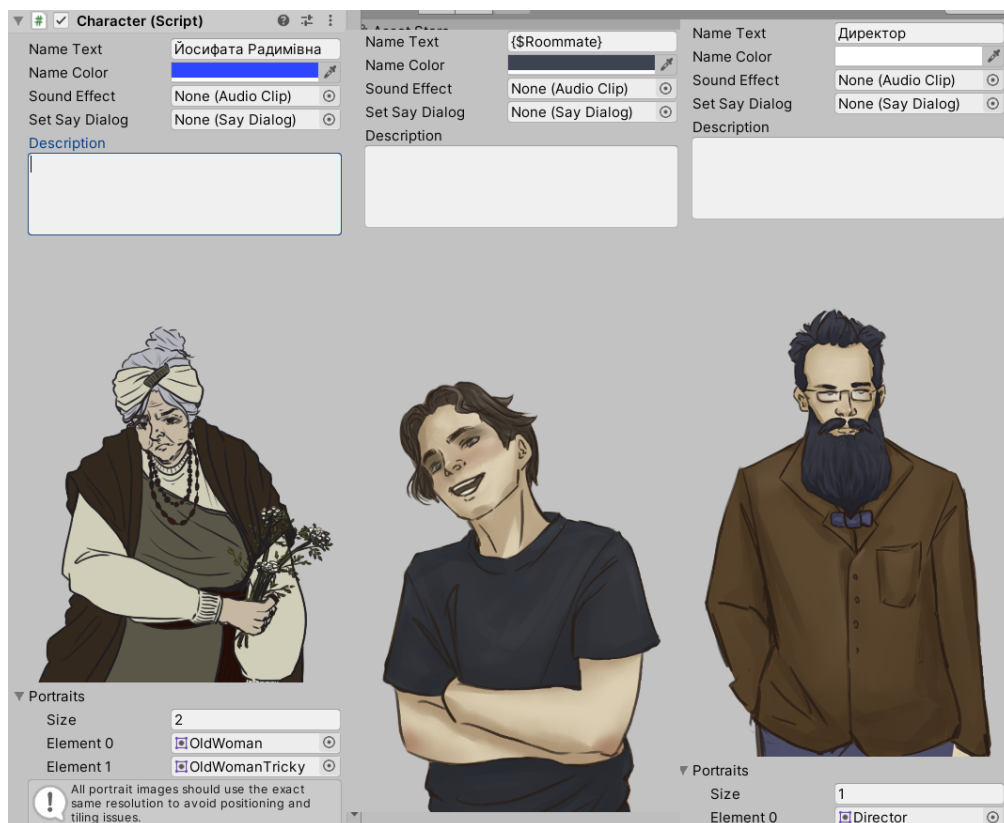 Character (Script)
Name Text
Йосифата Радимівна
Name Color
Sound Effect
None (Audio Clip)
Set Say Dialog
None (Say Dialog)
Description
Portraits
Size
2
Element 0
OldWoman
Element 1
OldWomanTricky
All portrait images should use the exact
same resolution to avoid positioning and
tiling issues.
Name Text
{$Roommate}
Name Color
Sound Effect
None (Audio Clip)
Set Say Dialog
None (Say Dialog)
Description
Name Text
Директор
Name Color
Sound Effect
None (Audio Clip)
Set Say Dialog
None (Say Dialog)
Description
Portraits
Size
1
Element 0
Director